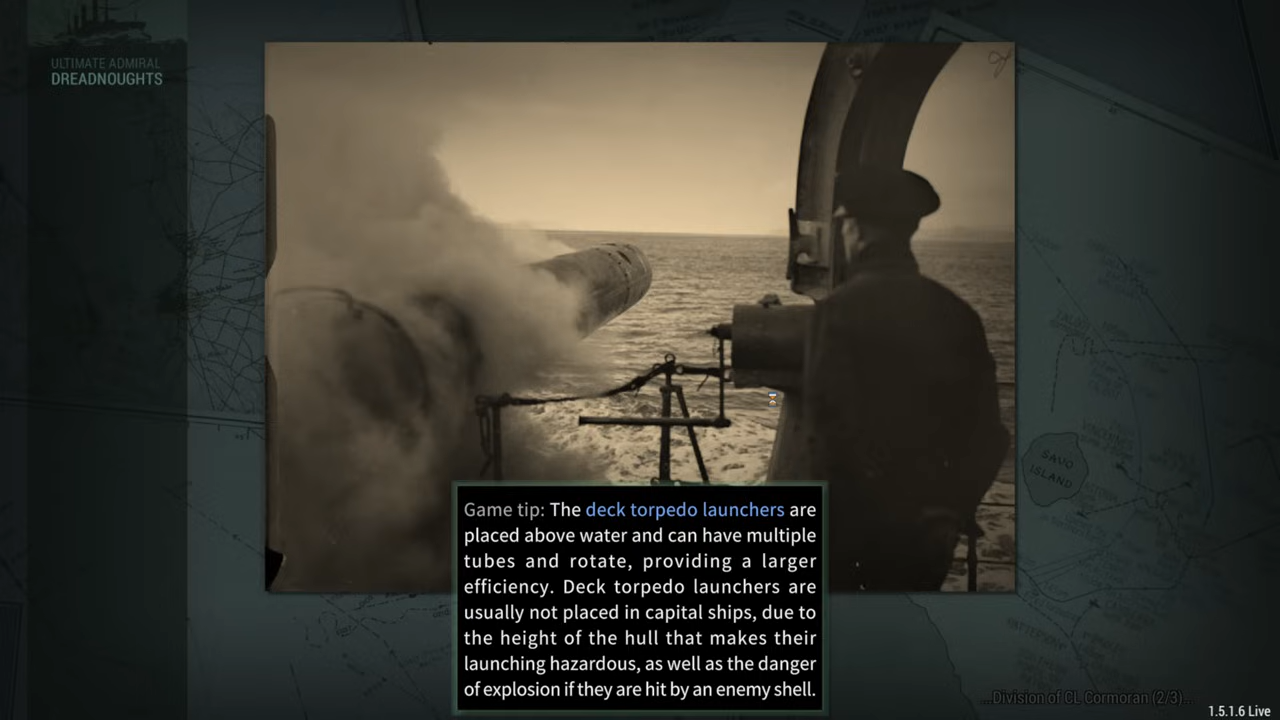 ULTIMATE ADMIRAL
DREADNOUGHTS
SAVO
ISLAND
Game tip: The deck torpedo launchers are
placed above water and can have multiple
tubes and rotate, providing a larger
efficiency. Deck torpedo launchers are
usually not placed in capital ships, due to
the height of the hull that makes their
launching hazardous, as well as the danger
of explosion if they are hit by an enemy shell.
...Division of CL Cormoran (2/3)...
1.5.1.6 Live